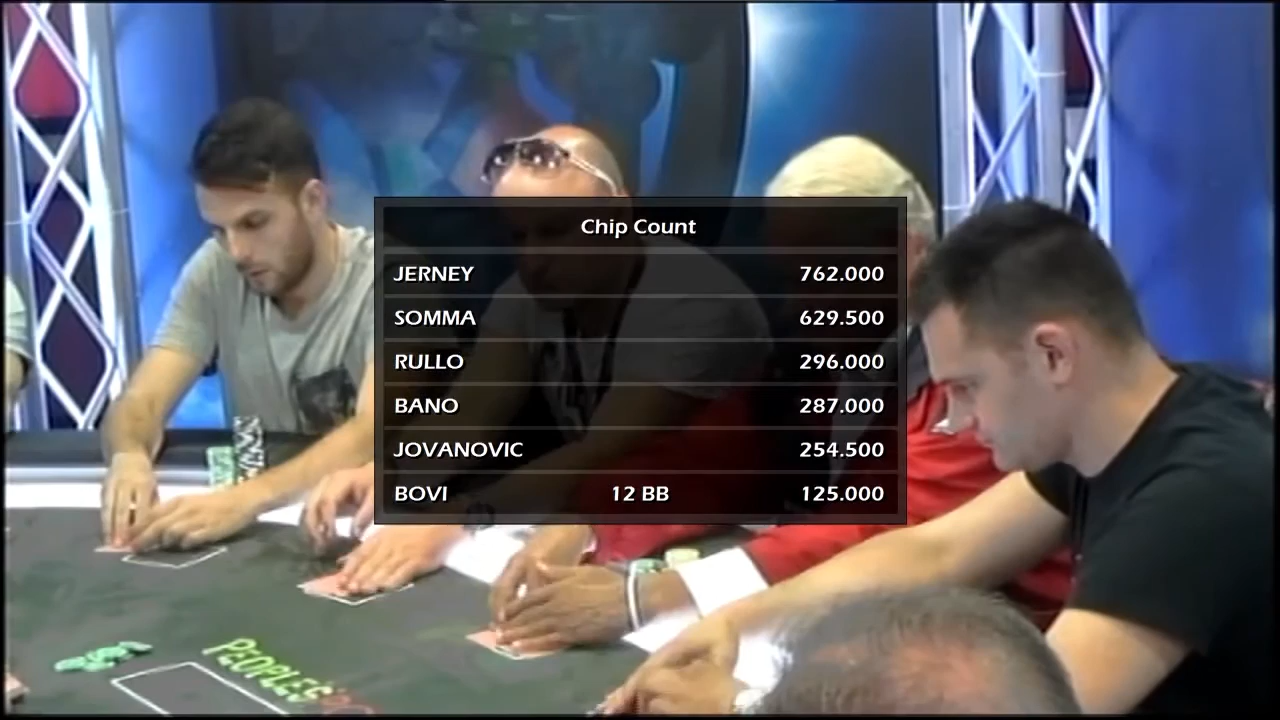 Chip Count
JERNEY 762.000
SOMMA 629.500
RULLO 296.000
BANO 287.000
JOVANOVIC 254.500
BOVI 12 BB 125.000
PEOPLES